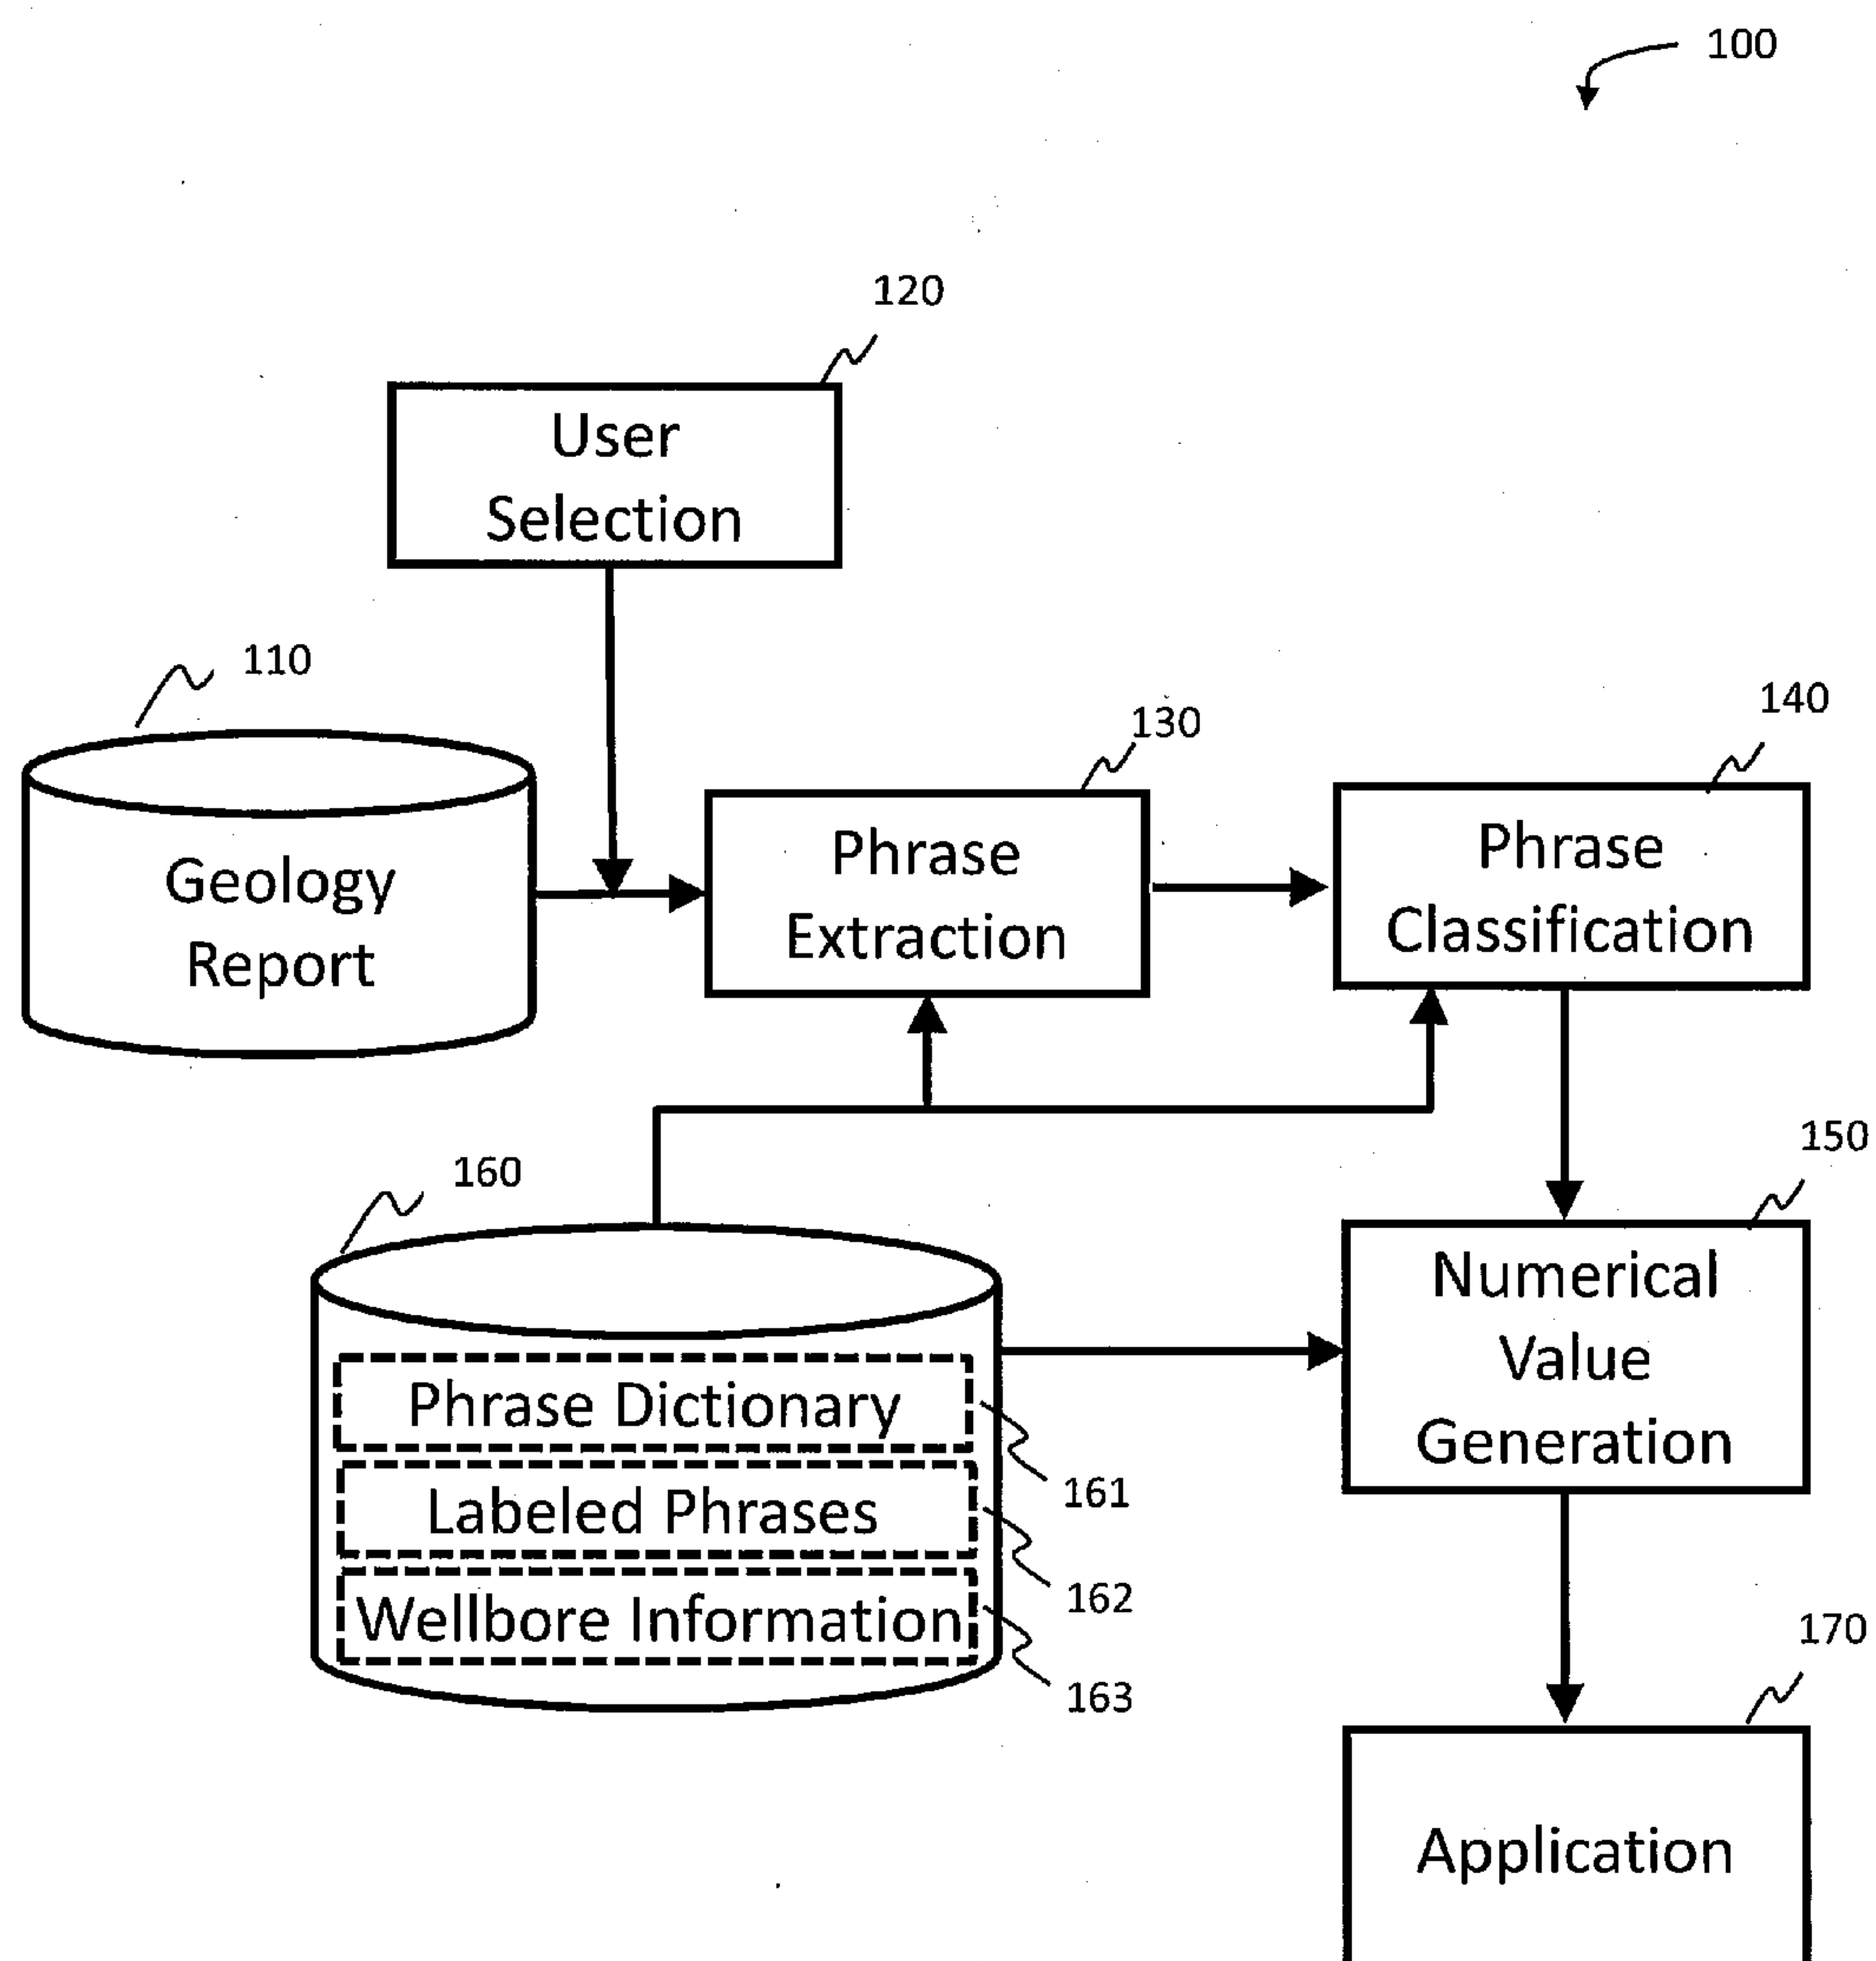 100
120
User
Selection
110
130
140
Geology
Report
Phrase
Extraction
Phrase
Classification
160
150
Numerical
Value
Generation
Phrase Dictionary
161
Labeled Phrases
162
Wellbore Information
163
170
Application